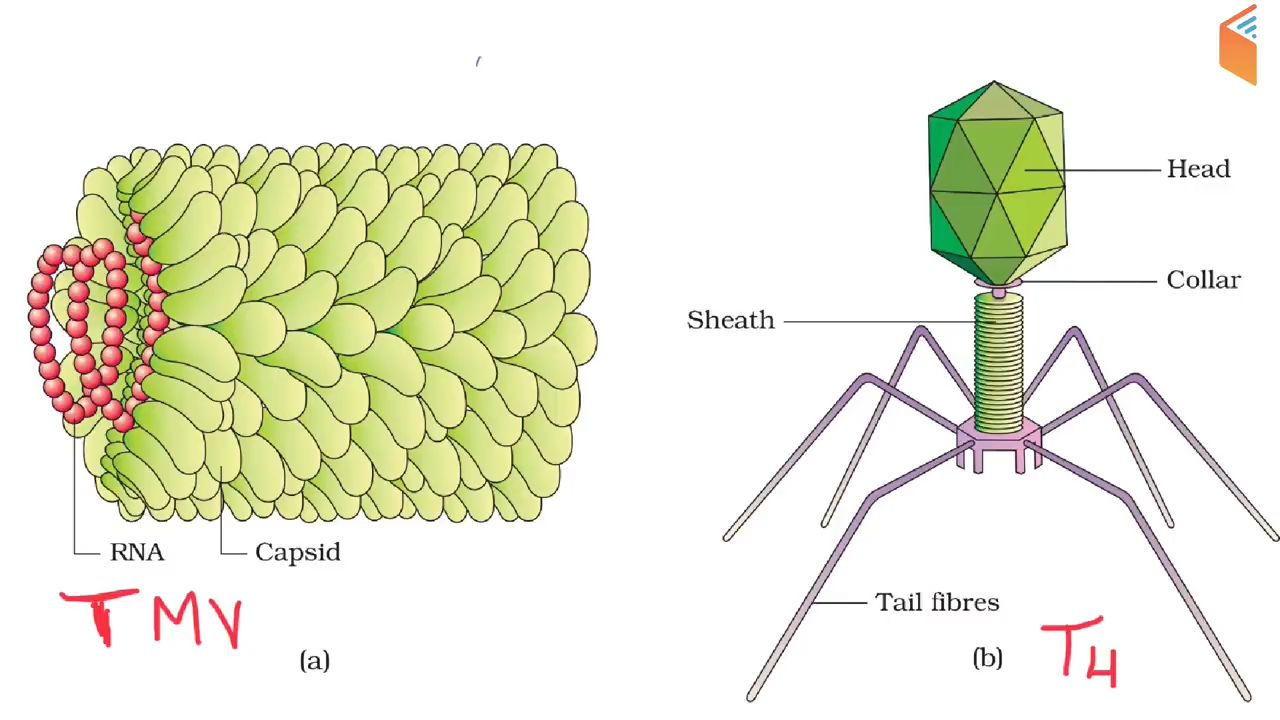 RNA
Capsid
TMV
(a)
Head
Collar
Sheath
Tail fibres
(b)
T4